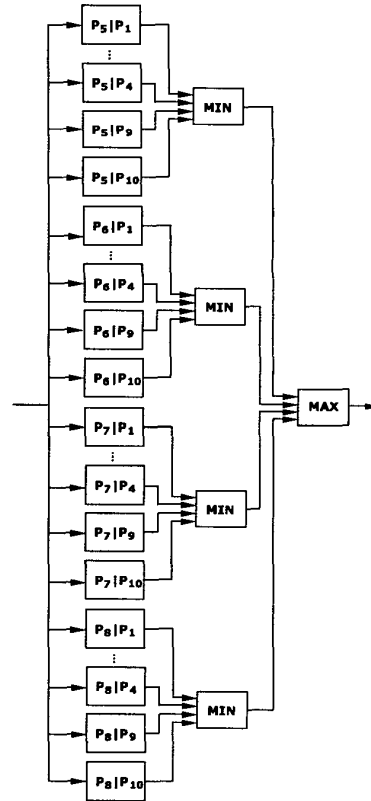 P₅|P₁
⋮
P₅|P₄
MIN
P₅|P₉
P₅|P₁₀
P₆|P₁
⋮
P₆|P₄
MIN
P₆|P₉
P₆|P₁₀
MAX
P₇|P₁
⋮
P₇|P₄
MIN
P₇|P₉
P₇|P₁₀
P₈|P₁
⋮
P₈|P₄
MIN
P₈|P₉
P₈|P₁₀